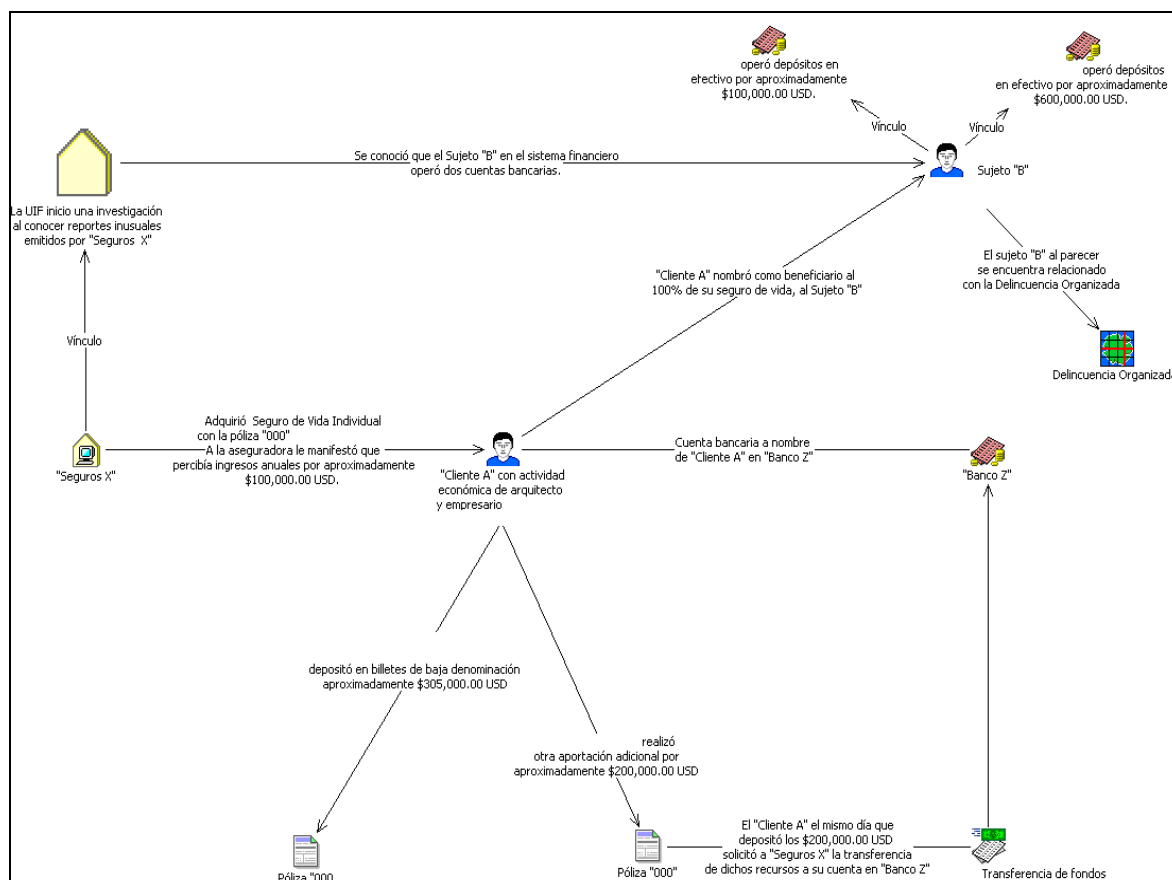 operó depósitos en
efectivo por aproximadamente
$100,000.00 USD.
operó depósitos
en efectivo por aproximadamente
$600,000.00 USD.
Vínculo
Vínculo
Se conoció que el Sujeto "B" en el sistema financiero
operó dos cuentas bancarias.
Sujeto "B"
La UIF inicio una investigación
al conocer reportes inusuales
emitidos por "Seguros X"
El sujeto "B" al parecer
se encuentra relacionado
con la Delincuencia Organizada
"Cliente A" nombró como beneficiario al
100% de su seguro de vida, al Sujeto "B"
Vínculo
Delincuencia Organizada
Adquirió Seguro de Vida Individual
con la póliza "000"
A la aseguradora le manifestó que
percibía ingresos anuales por aproximadamente
$100,000.00 USD.
Cuenta bancaria a nombre
de "Cliente A" en "Banco Z"
"Seguros X"
"Cliente A" con actividad
económica de arquitecto
y empresario
"Banco Z"
depositó en billetes de baja denominación
aproximadamente $305,000.00 USD
realizó
otra aportación adicional por
aproximadamente $200,000.00 USD
El "Cliente A" el mismo día que
depositó los $200,000.00 USD
solicitó a "Seguros X" la transferencia
de dichos recursos a su cuenta en "Banco Z"
Póliza "000
Póliza "000"
Transferencia de fondos